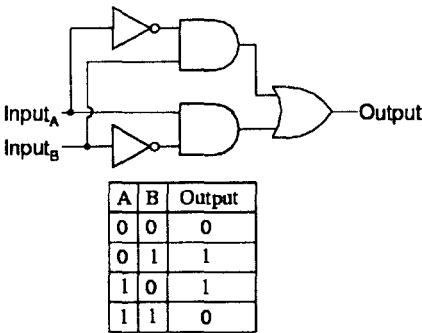 Input_A
Output
Input_B
A B Output
0 0 0
0 1 1
1 0 1
1 1 0